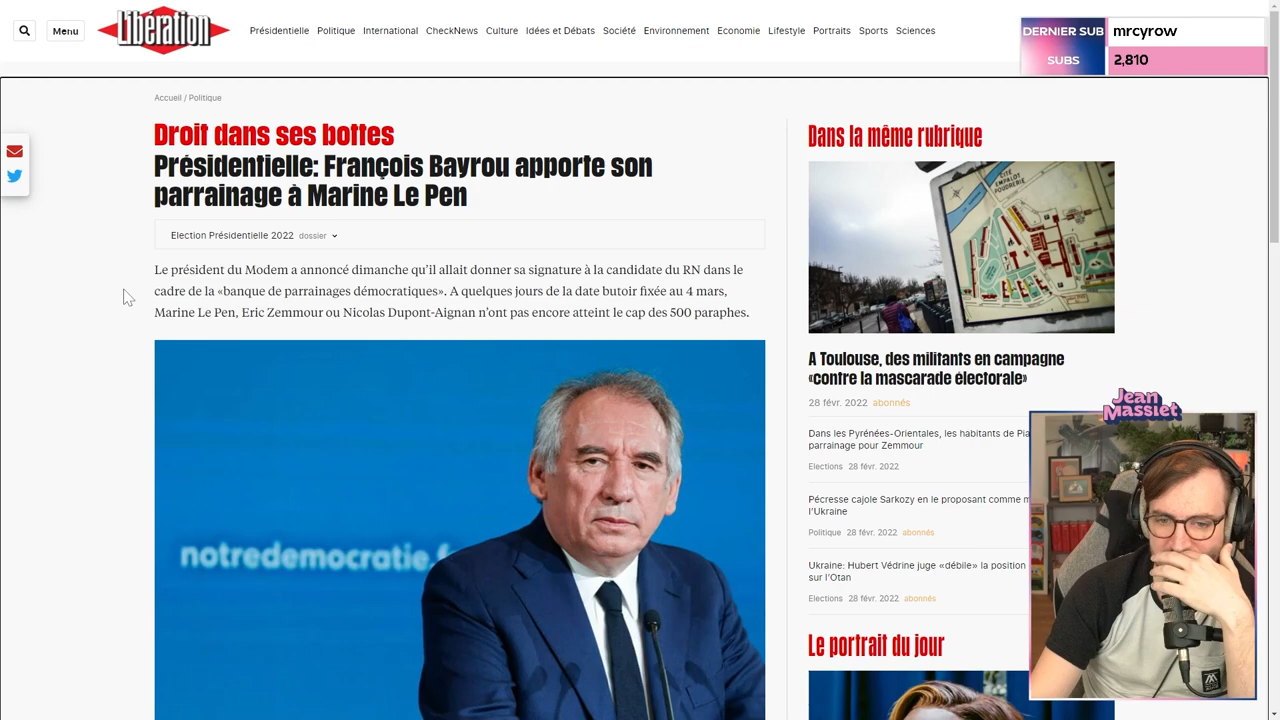 Menu
Libération
Présidentielle Politique International CheckNews Culture Idées et Débats Société Environnement Economie Lifestyle Portraits Sports Sciences
DERNIER SUB
mrcyrow
SUBS
2,810
Accueil / Politique
Droit dans ses bottes
Présidentielle: François Bayrou apporte son
parrainage à Marine Le Pen
Election Présidentielle 2022 dossier
Le président du Modem a annoncé dimanche qu’il allait donner sa signature à la candidate du RN dans le
cadre de la «banque de parrainages démocratiques». A quelques jours de la date butoir fixée au 4 mars,
Marine Le Pen, Eric Zemmour ou Nicolas Dupont-Aignan n’ont pas encore atteint le cap des 500 paraphes.
notredemocratie.f
Dans la même rubrique
CITÉ
EMPALOT
POUDRERIE
A Toulouse, des militants en campagne
«contre la mascarade électorale»
28 févr. 2022 abonnés
Dans les Pyrénées-Orientales, les habitants de Pia
parrainage pour Zemmour
Elections 28 févr. 2022
Pécresse cajole Sarkozy en le proposant comme m
l’Ukraine
Politique 28 févr. 2022 abonnés
Ukraine: Hubert Védrine juge «débile» la position
sur l’Otan
Elections 28 févr. 2022 abonnés
Le portrait du jour
Jean
Massiet